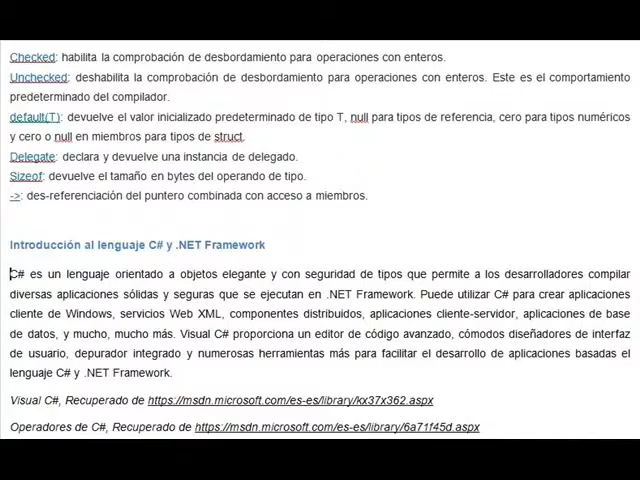 Checked: habilita la comprobación de desbordamiento para operaciones con enteros.
Unchecked: deshabilita la comprobación de desbordamiento para operaciones con enteros. Este es el comportamiento
predeterminado del compilador.
default(T): devuelve el valor inicializado predeterminado de tipo T, null para tipos de referencia, cero para tipos numéricos
y cero o null en miembros para tipos de struct.
Delegate: declara y devuelve una instancia de delegado.
Sizeof: devuelve el tamaño en bytes del operando de tipo.
->: des-referenciación del puntero combinada con acceso a miembros.
Introducción al lenguaje C# y .NET Framework
C# es un lenguaje orientado a objetos elegante y con seguridad de tipos que permite a los desarrolladores compilar
diversas aplicaciones sólidas y seguras que se ejecutan en .NET Framework. Puede utilizar C# para crear aplicaciones
cliente de Windows, servicios Web XML, componentes distribuidos, aplicaciones cliente-servidor, aplicaciones de base
de datos, y mucho, mucho más. Visual C# proporciona un editor de código avanzado, cómodos diseñadores de interfaz
de usuario, depurador integrado y numerosas herramientas más para facilitar el desarrollo de aplicaciones basadas el
lenguaje C# y .NET Framework.
Visual C#, Recuperado de https://msdn.microsoft.com/es-es/library/kx37x362.aspx
Operadores de C#, Recuperado de https://msdn.microsoft.com/es-es/library/6a71f45d.aspx